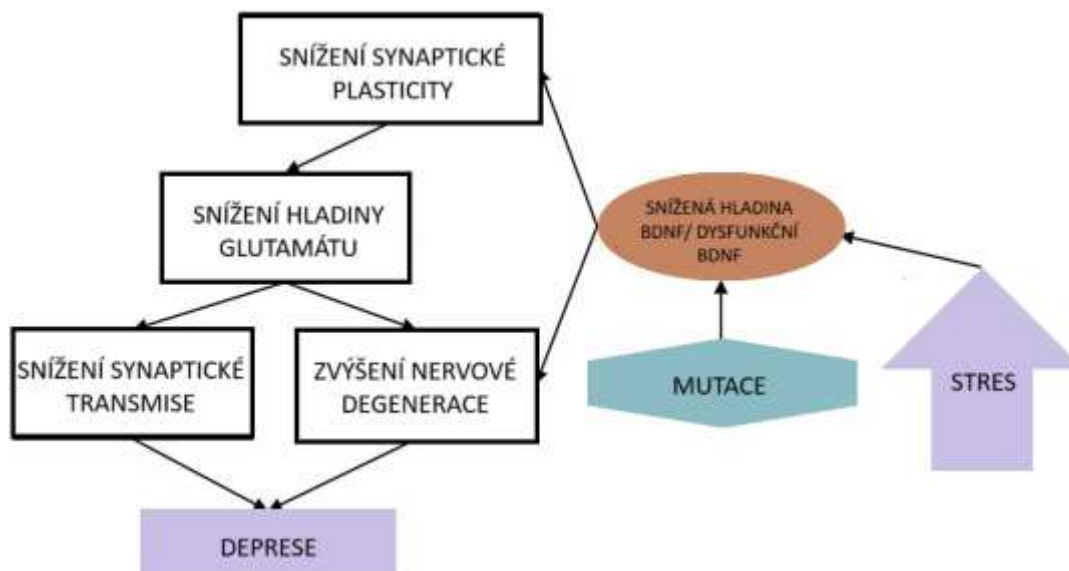 SNÍŽENÍ SYNAPTICKÉ
PLASTICITY
SNÍŽENÍ HLADINY
GLUTAMÁTU
SNÍŽENÁ HLADINA
BDNF/ DYSFUNKČNÍ
BDNF
SNÍŽENÍ SYNAPTICKÉ
TRANSMISE
ZVÝŠENÍ NERVOVÉ
DEGENERACE
MUTACE
STRES
DEPRESE